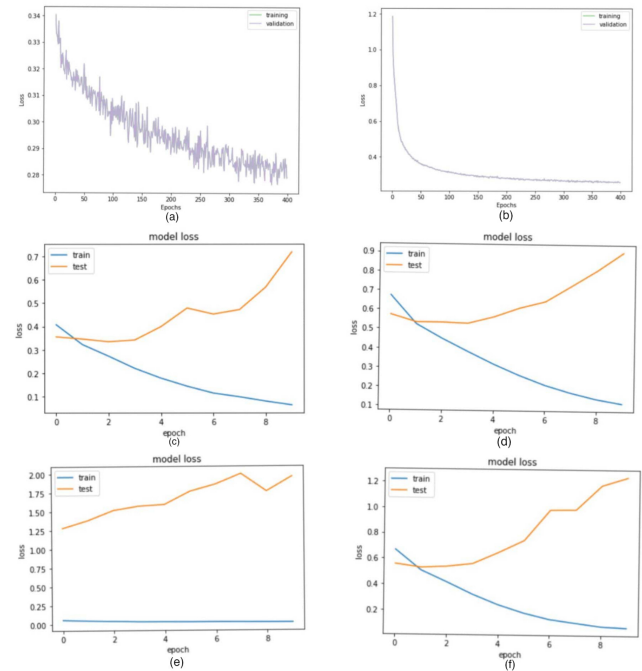 training
validation
0.34
0.33
0.32
0.31
0.30
0.29
0.28
Loss
0 50 100 150 200 250 300 350 400
Epochs
(a)
training
validation
1.2
1.0
0.8
0.6
0.4
Loss
0 50 100 150 200 250 300 350 400
Epochs
(b)
model loss
train
test
0.7
0.6
0.5
0.4
0.3
0.2
0.1
loss
0 2 4 6 8
epoch
(c)
model loss
train
test
0.9
0.8
0.7
0.6
0.5
0.4
0.3
0.2
0.1
loss
0 2 4 6 8
epoch
(d)
model loss
train
test
2.00
1.75
1.50
1.25
1.00
0.75
0.50
0.25
0.00
loss
0 2 4 6 8
epoch
(e)
model loss
train
test
1.2
1.0
0.8
0.6
0.4
0.2
loss
0 2 4 6 8
epoch
(f)